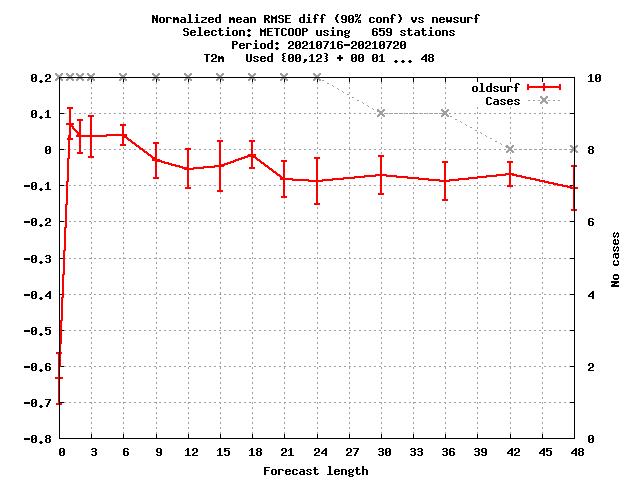 Normalized mean RMSE diff (90% conf) vs newsurf
Selection: METCOOP using   659 stations
Period: 20210716-20210720
T2m   Used {00,12} + 00 01 ... 48
oldsurf
Cases
0,2
0,1
0
-0,1
-0,2
-0,3
-0,4
-0,5
-0,6
-0,7
-0,8
10
8
6
4
2
0
No cases
0 3 6 9 12 15 18 21 24 27 30 33 36 39 42 45 48
Forecast length